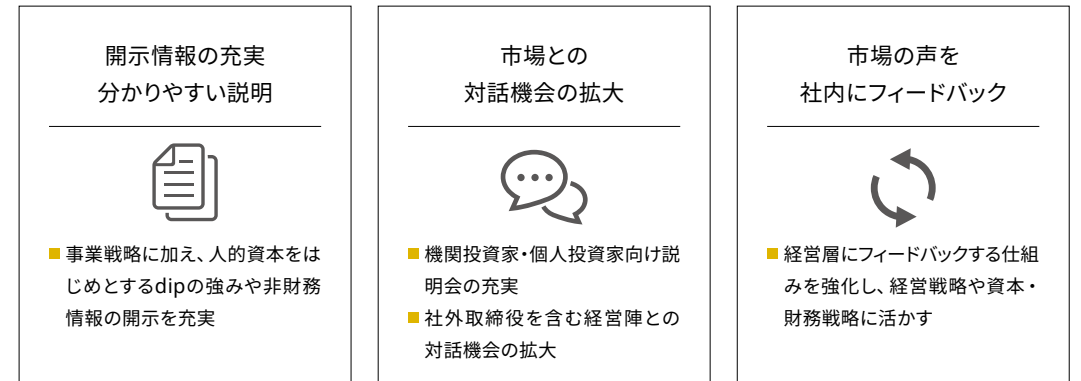 開示情報の充実
分かりやすい説明
事業戦略に加え、人的資本をは
じめとするdipの強みや非財務
情報の開示を充実
市場との
対話機会の拡大
機関投資家・個人投資家向け説
明会の充実
社外取締役を含む経営陣との
対話機会の拡大
市場の声を
社内にフィードバック
経営層にフィードバックする仕組
みを強化し、経営戦略や資本・
財務戦略に活かす